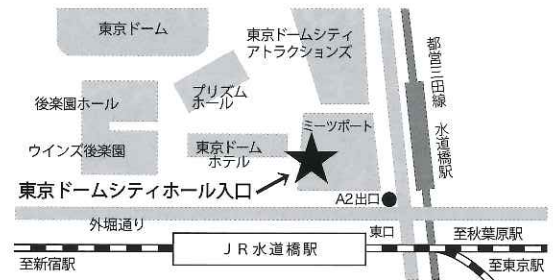 東京ドーム
東京ドームシティ
アトラクションズ
都営三田線 水道橋駅
プリズム
ホール
後楽園ホール
ミーツポート
ウインズ後楽園
東京ドーム
ホテル
東京ドームシティホール入口
A2出口
外堀通り
東口
至秋葉原駅
JR水道橋駅
至新宿駅
至東京駅